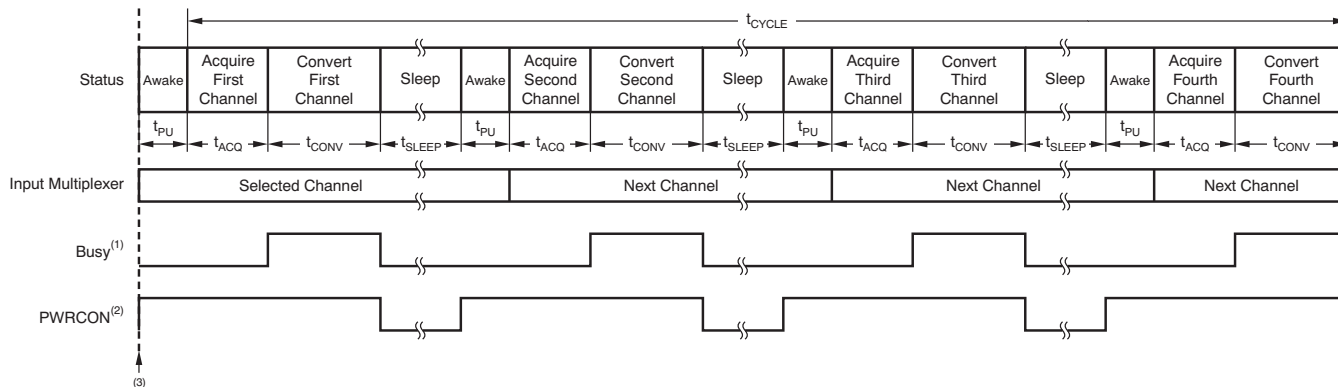 tCYCLE
Status
Awake
Acquire
First
Channel
Convert
First
Channel
Sleep
Awake
Acquire
Second
Channel
Convert
Second
Channel
Sleep
Awake
Acquire
Third
Channel
Convert
Third
Channel
Sleep
Awake
Acquire
Fourth
Channel
Convert
Fourth
Channel
tPU
tACQ
tCONV
tSLEEP
tPU
tACQ
tCONV
tSLEEP
tPU
tACQ
tCONV
tSLEEP
tPU
tACQ
tCONV
Input Multiplexer
Selected Channel
Next Channel
Next Channel
Next Channel
Busy(1)
PWRCON(2)
(3)